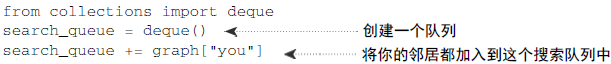 from collections import deque
search_queue = deque() 创建一个队列
search_queue += graph["you"] 将你的邻居都加入到这个搜索队列中